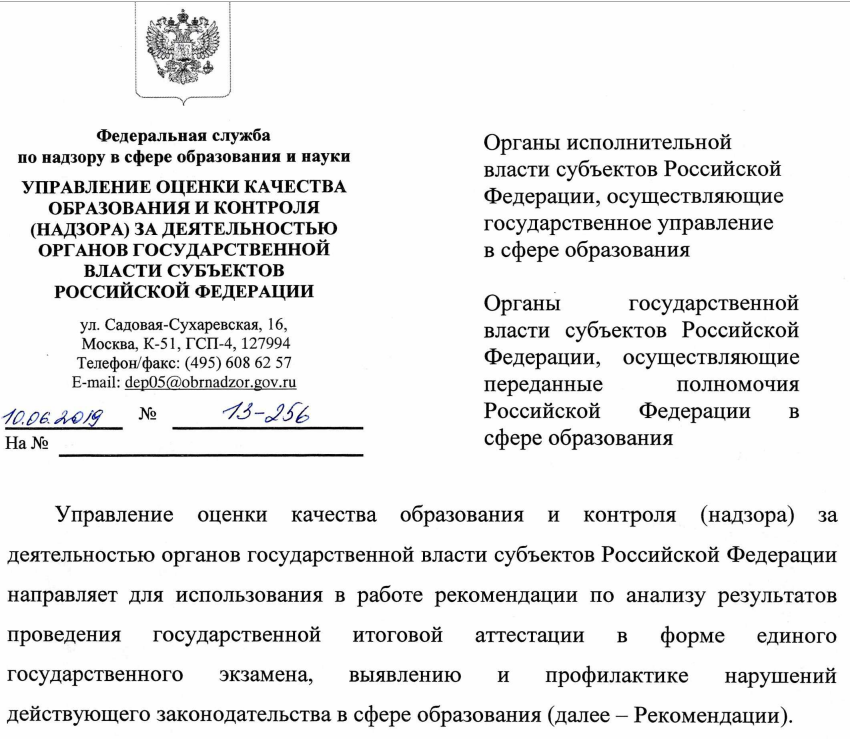 Федеральная служба
по надзору в сфере образования и науки
УПРАВЛЕНИЕ ОЦЕНКИ КАЧЕСТВА
ОБРАЗОВАНИЯ И КОНТРОЛЯ
(НАДЗОРА) ЗА ДЕЯТЕЛЬНОСТЬЮ
ОРГАНОВ ГОСУДАРСТВЕННОЙ
ВЛАСТИ СУБЪЕКТОВ
РОССИЙСКОЙ ФЕДЕРАЦИИ
ул. Садовая-Сухаревская, 16,
Москва, К-51, ГСП-4, 127994
Телефон/факс: (495) 608 62 57
E-mail: dep05@obrnadzor.gov.ru
10.06.2019 № 13-256
На №
Органы исполнительной
власти субъектов Российской
Федерации, осуществляющие
государственное управление
в сфере образования
Органы государственной
власти субъектов Российской
Федерации, осуществляющие
переданные полномочия
Российской Федерации в
сфере образования
Управление оценки качества образования и контроля (надзора) за
деятельностью органов государственной власти субъектов Российской Федерации
направляет для использования в работе рекомендации по анализу результатов
проведения государственной итоговой аттестации в форме единого
государственного экзамена, выявлению и профилактике нарушений
действующего законодательства в сфере образования (далее – Рекомендации).